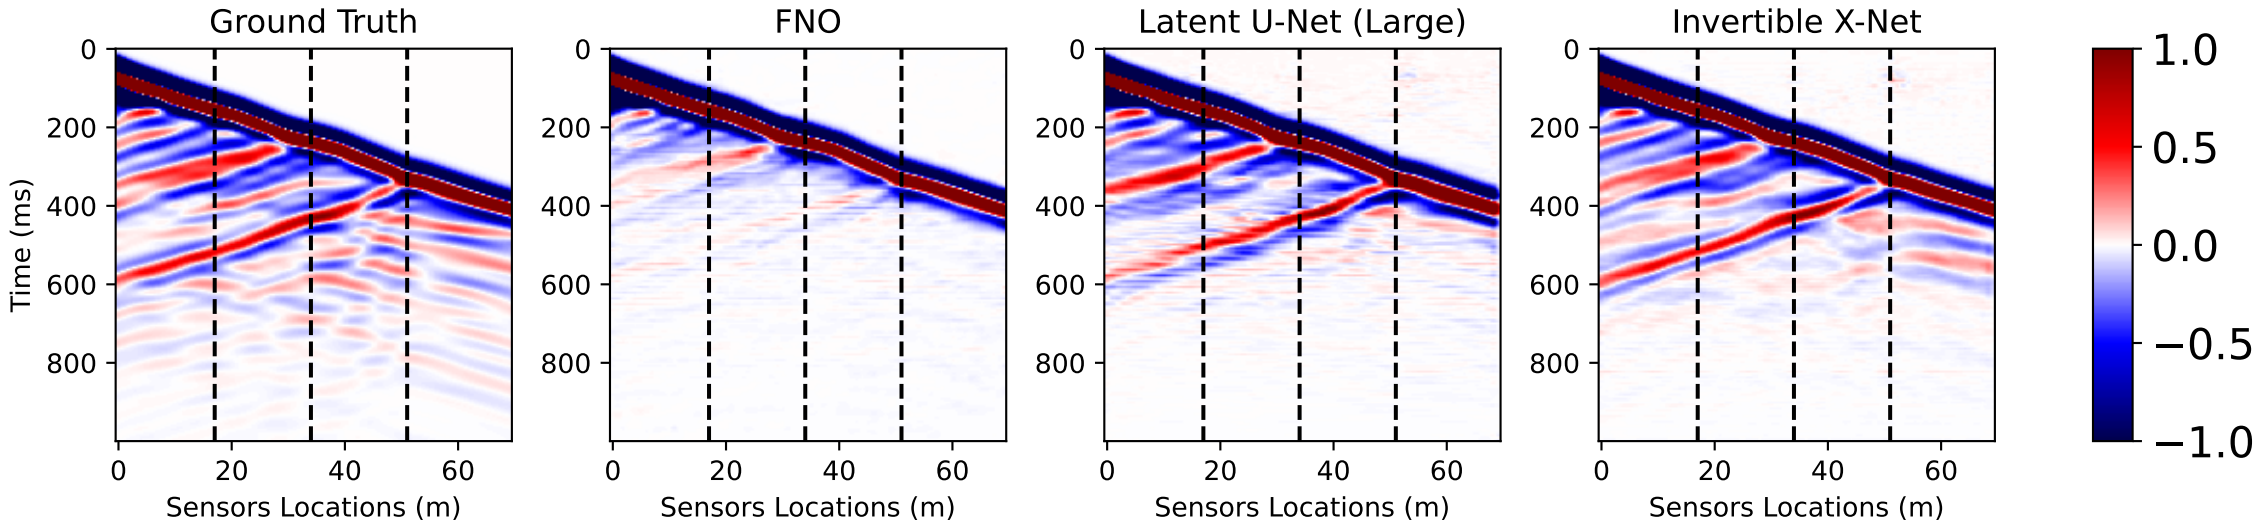 Ground Truth
FNO
Latent U-Net (Large)
Invertible X-Net
0
200
400
600
800
Time (ms)
0 20 40 60
Sensors Locations (m)
0
200
400
600
800
0 20 40 60
Sensors Locations (m)
0
200
400
600
800
0 20 40 60
Sensors Locations (m)
0
200
400
600
800
0 20 40 60
Sensors Locations (m)
1.0
0.5
0.0
−0.5
−1.0